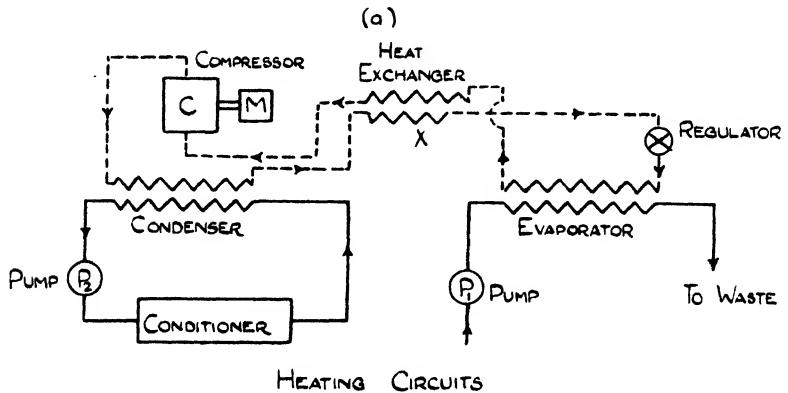 (a)
COMPRESSOR
HEAT
EXCHANGER
C
M
X
REGULATOR
CONDENSER
EVAPORATOR
PUMP
P2
P1
PUMP
TO WASTE
CONDITIONER
HEATING CIRCUITS